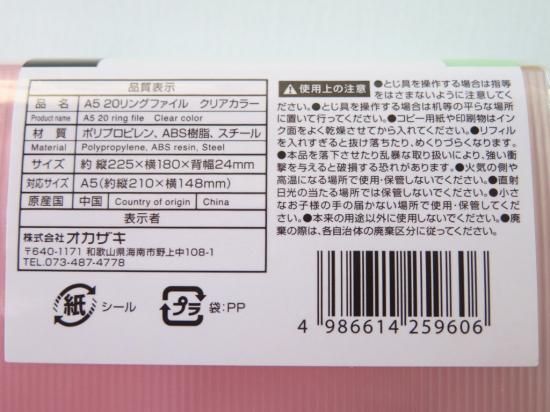 品質表示
品名 A5 20リングファイル クリアカラー
Product name A5 20 ring file Clear color
材質 ポリプロピレン、ABS樹脂、スチール
Material Polypropylene, ABS resin, Steel
サイズ 約 縦225×横180×背幅24mm
対応サイズ A5(約縦210×横148mm)
原産国 中国 Country of origin China
表示者
株式会社オカザキ
〒640-1171 和歌山県海南市野上中108-1
TEL.073-487-4778
紙 シール
プラ 袋:PP
使用上の注意 ●とじ具を操作する場合は指等
をはさまないように注意してく
ださい。●とじ具を操作する場合は机等の平らな場所
に置いて行ってください。●コピー用紙や印刷物はイン
ク面をよく乾燥させてから入れてください。●リフィル
を入れすぎると抜け落ちたり、めくりづらくなります。
●本品を落下させたり乱暴な取り扱いにより、強い衝
撃を与えると破損する恐れがあります。●火気の側や
高温になる場所で使用・保管しないでください。●直射
日光の当たる場所では保管しないでください。●小さ
なお子様の手の届かない場所で使用・保管してくださ
い。●本来の用途以外に使用しないでください。●廃
棄の際は、各自治体の廃棄区分に従ってください。
4 986614 259606